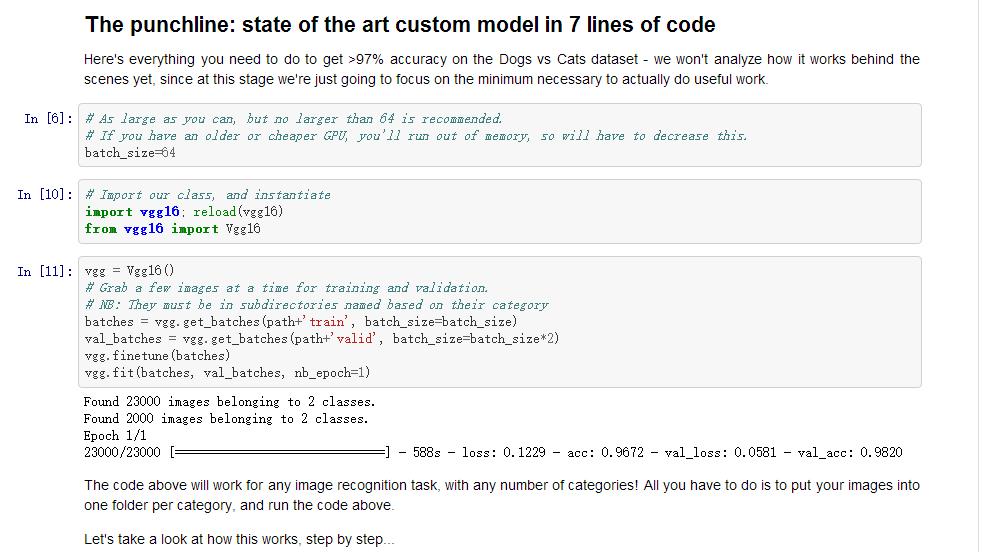 The punchline: state of the art custom model in 7 lines of code
Here's everything you need to do to get >97% accuracy on the Dogs vs Cats dataset - we won't analyze how it works behind the
scenes yet, since at this stage we're just going to focus on the minimum necessary to actually do useful work.
In [6]: # As large as you can, but no larger than 64 is recommended.
# If you have an older or cheaper GPU, you'll run out of memory, so will have to decrease this.
batch_size=64
In [10]: # Import our class, and instantiate
import vgg16; reload(vgg16)
from vgg16 import Vgg16
In [11]: vgg = Vgg16()
# Grab a few images at a time for training and validation.
# NB: They must be in subdirectories named based on their category
batches = vgg.get_batches(path+'train', batch_size=batch_size)
val_batches = vgg.get_batches(path+'valid', batch_size=batch_size*2)
vgg.finetune(batches)
vgg.fit(batches, val_batches, nb_epoch=1)
Found 23000 images belonging to 2 classes.
Found 2000 images belonging to 2 classes.
Epoch 1/1
23000/23000 [==============================] - 588s - loss: 0.1229 - acc: 0.9672 - val_loss: 0.0581 - val_acc: 0.9820
The code above will work for any image recognition task, with any number of categories! All you have to do is to put your images into
one folder per category, and run the code above.
Let's take a look at how this works, step by step...